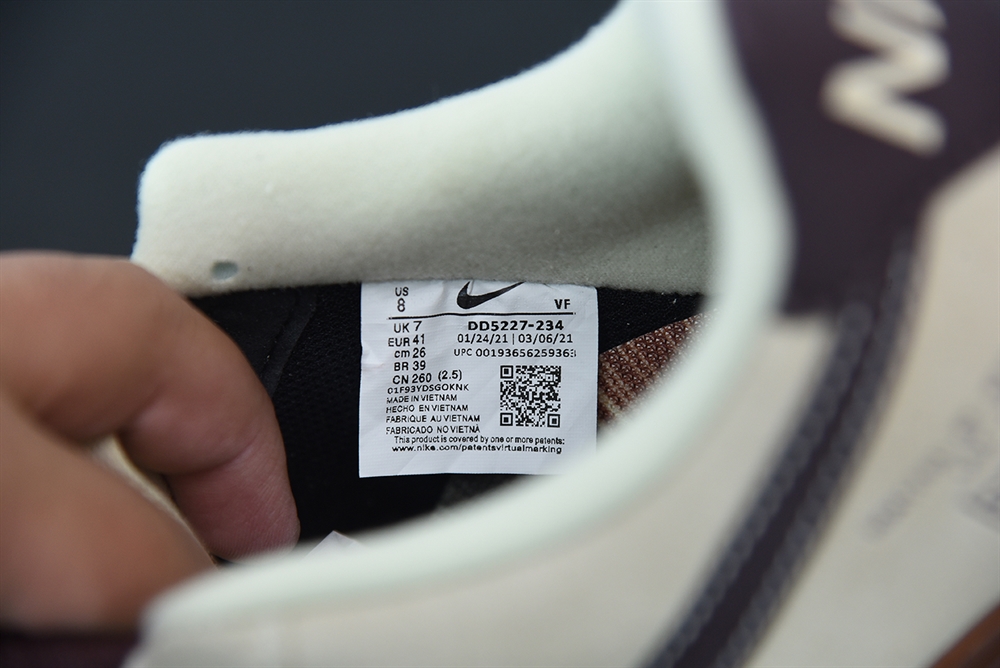 US
8
VF
UK 7
EUR 41
cm 26
BR 39
CN 260 (2.5)
DD5227-234
01/24/21 | 03/06/21
UPC 00193656259363
01F93YDSGOKNK
MADE IN VIETNAM
HECHO EN VIETNAM
FABRIQUE AU VIETNAM
FABRICADO NO VIETNÃ
This product is covered by one or more patents:
www.nike.com/patentsvirtualmarking